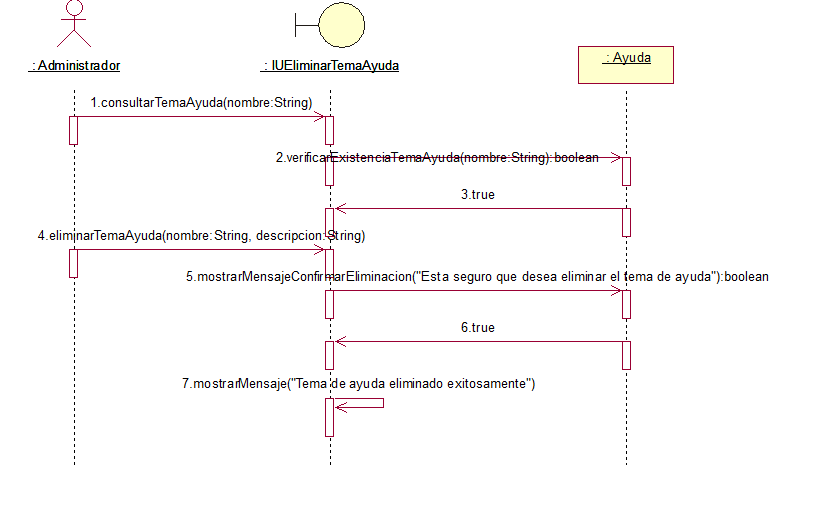 : Administrador
: IUEliminarTemaAyuda
: Ayuda
1.consultarTemaAyuda(nombre:String)
2.verificarExistenciaTemaAyuda(nombre:String):boolean
3.true
4.eliminarTemaAyuda(nombre:String, descripcion:String)
5.mostrarMensajeConfirmarEliminacion("Esta seguro que desea eliminar el tema de ayuda"):boolean
6.true
7.mostrarMensaje("Tema de ayuda eliminado exitosamente")